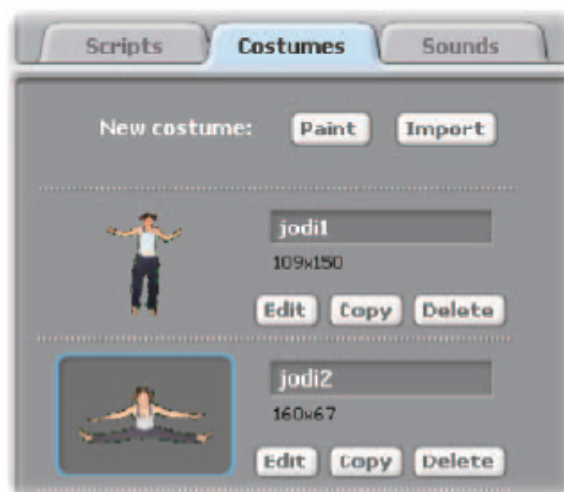 Scripts Costumes Sounds
New costume: Paint Import
jodi1
109x150
Edit Copy Delete
jodi2
160x67
Edit Copy Delete